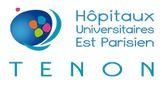 Hôpitaux
Universitaires
Est Parisien
TENON